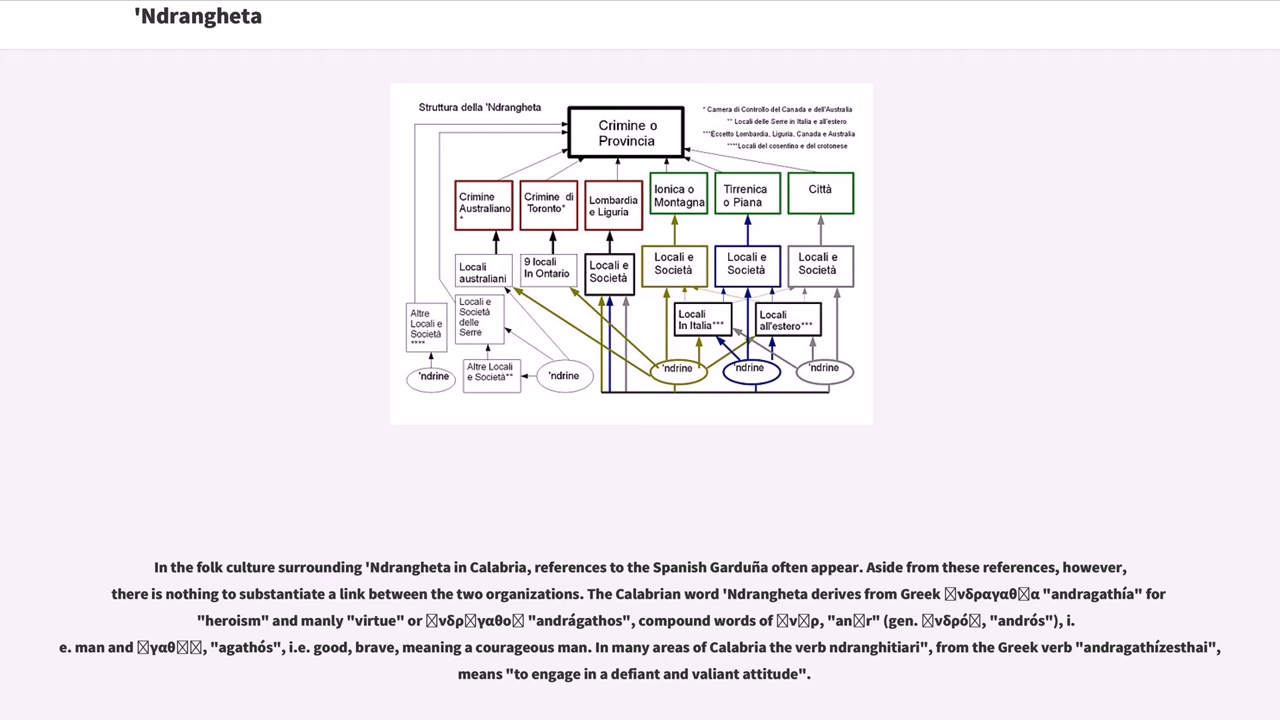 'Ndrangheta
Struttura della 'Ndrangheta
Crimine o
Provincia
* Camera di Controllo del Canada e dell'Australia
** Locali delle Serre in Italia e all'estero
***Eccetto Lombardia, Liguria, Canada e Australia
****Locali del cosentino e del crotonese
Crimine
Australiano
*
Crimine di
Toronto*
Lombardia
e Liguria
Ionica o
Montagna
Tirrenica
o Piana
Città
Locali
australiani
9 locali
In Ontario
Locali e
Società
Locali e
Società
Locali e
Società
Locali e
Società
Altre
Locali e
Società
****
Locali e
Società
delle
Serre
Locali
In Italia***
Locali
all'estero***
'ndrine
Altre Locali
e Società**
'ndrine
'ndrine
'ndrine
'ndrine
In the folk culture surrounding 'Ndrangheta in Calabria, references to the Spanish Garduña often appear. Aside from these references, however,
there is nothing to substantiate a link between the two organizations. The Calabrian word 'Ndrangheta derives from Greek □νδραγαθ□α "andragathía" for
"heroism" and manly "virtue" or □νδρ□γαθο□ "andrágathos", compound words of □ν□ρ, "an□r" (gen. □νδρό□, "andrós"), i.
e. man and □γαθ□□, "agathós", i.e. good, brave, meaning a courageous man. In many areas of Calabria the verb ndranghitiari", from the Greek verb "andragathízesthai",
means "to engage in a defiant and valiant attitude".